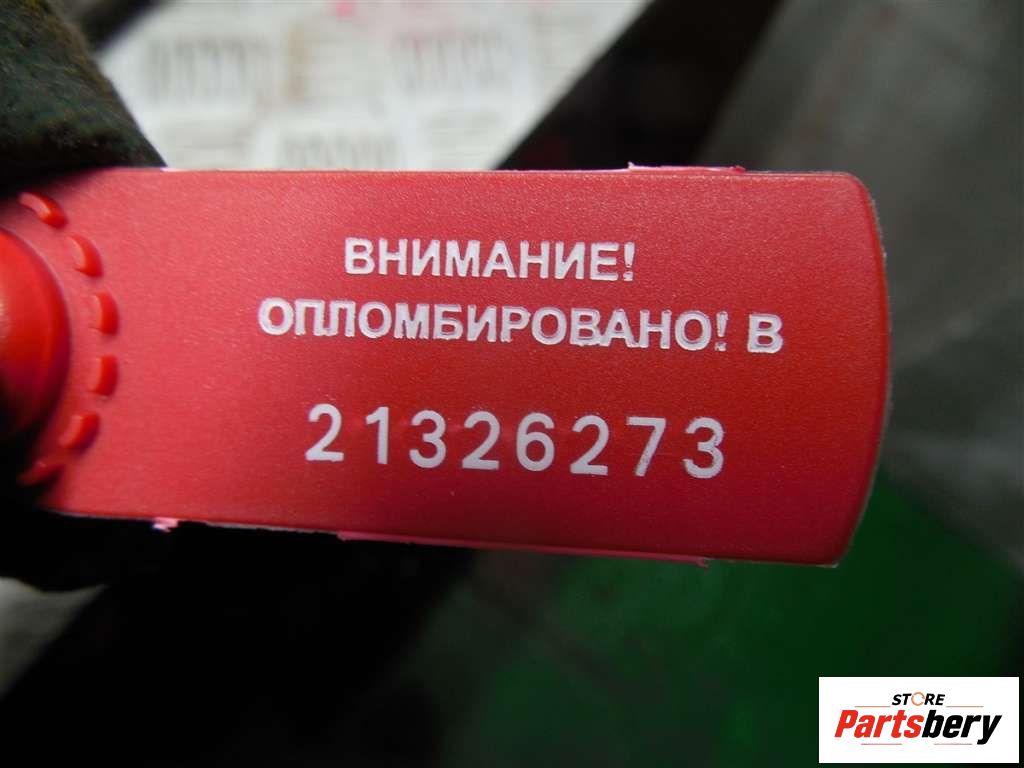 ВНИМАНИЕ!
ОПЛОМБИРОВАНО! В
21326273
STORE
Partsbery